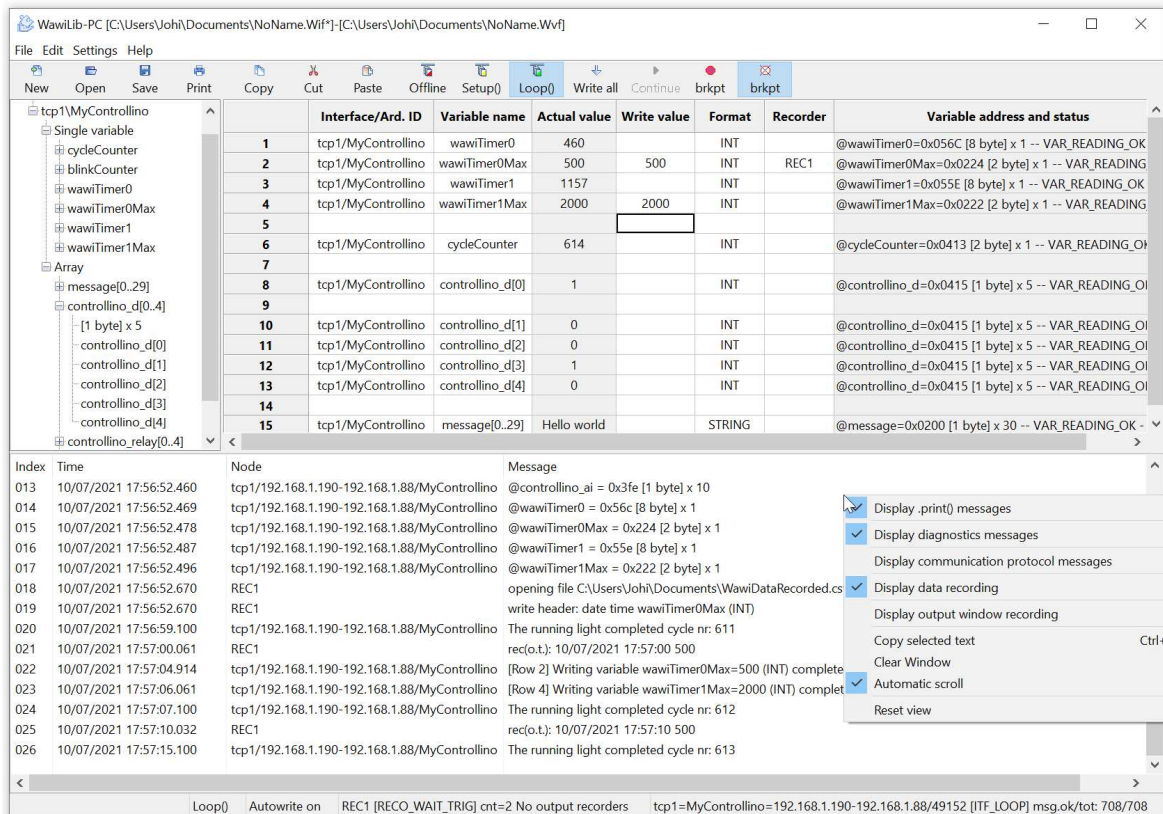 WawiLib-PC [C:\Users\Johi\Documents\NoName.Wif*]-[C:\Users\Johi\Documents\NoName.Wvf]
File Edit Settings Help
New Open Save Print Copy Cut Paste Offline Setup() Loop() Write all Continue brkpt brkpt
tcp1\MyControllino
Single variable
cycleCounter
blinkCounter
wawiTimer0
wawiTimer0Max
wawiTimer1
wawiTimer1Max
Array
message[0..29]
controllino_d[0..4]
[1 byte] x 5
controllino_d[0]
controllino_d[1]
controllino_d[2]
controllino_d[3]
controllino_d[4]
controllino_relay[0..4]
Interface/Ard. ID Variable name Actual value Write value Format Recorder Variable address and status
1 tcp1/MyControllino wawiTimer0 460 INT @wawiTimer0=0x056C [8 byte] x 1 -- VAR_READING_OK
2 tcp1/MyControllino wawiTimer0Max 500 500 INT REC1 @wawiTimer0Max=0x0224 [2 byte] x 1 -- VAR_READING_
3 tcp1/MyControllino wawiTimer1 1157 INT @wawiTimer1=0x055E [8 byte] x 1 -- VAR_READING_OK
4 tcp1/MyControllino wawiTimer1Max 2000 2000 INT @wawiTimer1Max=0x0222 [2 byte] x 1 -- VAR_READING_
5
6 tcp1/MyControllino cycleCounter 614 INT @cycleCounter=0x0413 [2 byte] x 1 -- VAR_READING_OK
7
8 tcp1/MyControllino controllino_d[0] 1 INT @controllino_d=0x0415 [1 byte] x 5 -- VAR_READING_O
9
10 tcp1/MyControllino controllino_d[1] 0 INT @controllino_d=0x0415 [1 byte] x 5 -- VAR_READING_O
11 tcp1/MyControllino controllino_d[2] 0 INT @controllino_d=0x0415 [1 byte] x 5 -- VAR_READING_O
12 tcp1/MyControllino controllino_d[3] 1 INT @controllino_d=0x0415 [1 byte] x 5 -- VAR_READING_O
13 tcp1/MyControllino controllino_d[4] 0 INT @controllino_d=0x0415 [1 byte] x 5 -- VAR_READING_O
14
15 tcp1/MyControllino message[0..29] Hello world STRING @message=0x0200 [1 byte] x 30 -- VAR_READING_OK -
Index Time Node Message
013 10/07/2021 17:56:52.460 tcp1/192.168.1.190-192.168.1.88/MyControllino @controllino_ai = 0x3fe [1 byte] x 10
014 10/07/2021 17:56:52.469 tcp1/192.168.1.190-192.168.1.88/MyControllino @wawiTimer0 = 0x56c [8 byte] x 1
015 10/07/2021 17:56:52.478 tcp1/192.168.1.190-192.168.1.88/MyControllino @wawiTimer0Max = 0x224 [2 byte] x 1
016 10/07/2021 17:56:52.487 tcp1/192.168.1.190-192.168.1.88/MyControllino @wawiTimer1 = 0x55e [8 byte] x 1
017 10/07/2021 17:56:52.496 tcp1/192.168.1.190-192.168.1.88/MyControllino @wawiTimer1Max = 0x222 [2 byte] x 1
018 10/07/2021 17:56:52.670 REC1 opening file C:\Users\Johi\Documents\WawiDataRecorded.cs
019 10/07/2021 17:56:52.670 REC1 write header: date time wawiTimer0Max (INT)
020 10/07/2021 17:56:59.100 tcp1/192.168.1.190-192.168.1.88/MyControllino The running light completed cycle nr: 611
021 10/07/2021 17:57:00.061 REC1 rec(o.t.): 10/07/2021 17:57:00 500
022 10/07/2021 17:57:04.914 tcp1/192.168.1.190-192.168.1.88/MyControllino [Row 2] Writing variable wawiTimer0Max=500 (INT) complete
023 10/07/2021 17:57:06.061 tcp1/192.168.1.190-192.168.1.88/MyControllino [Row 4] Writing variable wawiTimer1Max=2000 (INT) complet
024 10/07/2021 17:57:07.100 tcp1/192.168.1.190-192.168.1.88/MyControllino The running light completed cycle nr: 612
025 10/07/2021 17:57:10.032 REC1 rec(o.t.): 10/07/2021 17:57:10 500
026 10/07/2021 17:57:15.100 tcp1/192.168.1.190-192.168.1.88/MyControllino The running light completed cycle nr: 613
Display .print() messages
Display diagnostics messages
Display communication protocol messages
Display data recording
Display output window recording
Copy selected text Ctrl+
Clear Window
Automatic scroll
Reset view
Loop() Autowrite on REC1 [RECO_WAIT_TRIG] cnt=2 No output recorders tcp1=MyControllino=192.168.1.190-192.168.1.88/49152 [ITF_LOOP] msg.ok/tot: 708/708